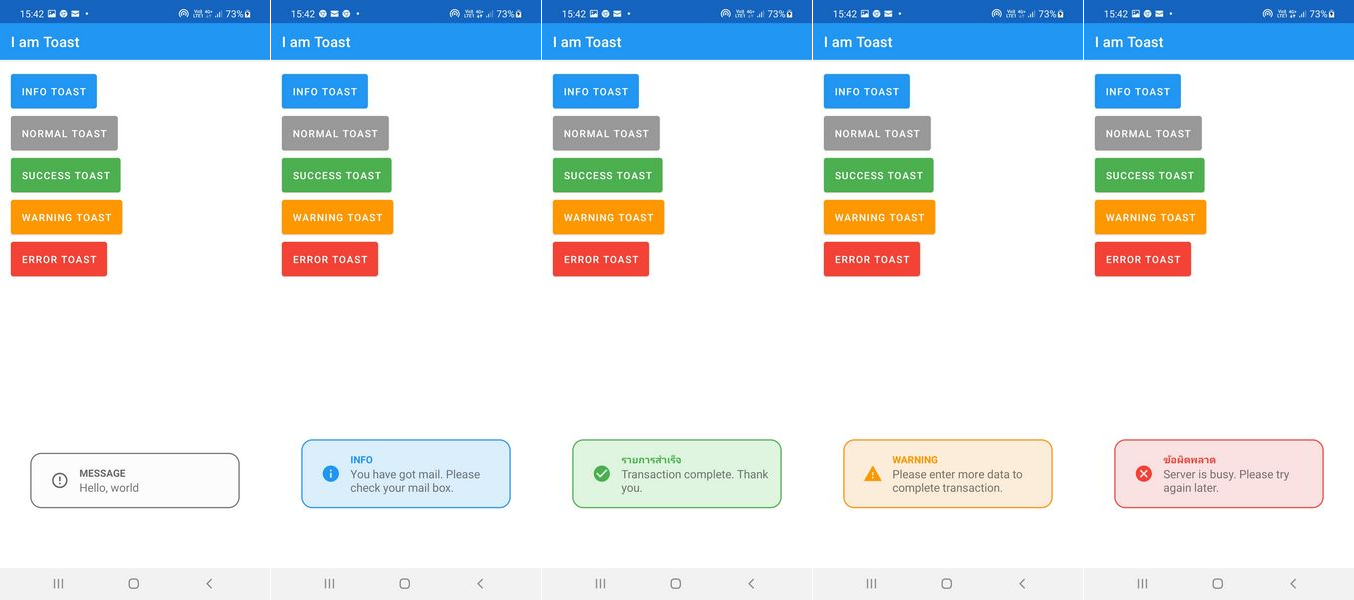 15:42 73%
I am Toast
INFO TOAST
NORMAL TOAST
SUCCESS TOAST
WARNING TOAST
ERROR TOAST
MESSAGE
Hello, world
15:42 73%
I am Toast
INFO TOAST
NORMAL TOAST
SUCCESS TOAST
WARNING TOAST
ERROR TOAST
INFO
You have got mail. Please
check your mail box.
15:42 73%
I am Toast
INFO TOAST
NORMAL TOAST
SUCCESS TOAST
WARNING TOAST
ERROR TOAST
รายการสำเร็จ
Transaction complete. Thank
you.
15:42 73%
I am Toast
INFO TOAST
NORMAL TOAST
SUCCESS TOAST
WARNING TOAST
ERROR TOAST
WARNING
Please enter more data to
complete transaction.
15:42 73%
I am Toast
INFO TOAST
NORMAL TOAST
SUCCESS TOAST
WARNING TOAST
ERROR TOAST
ข้อผิดพลาด
Server is busy. Please try
again later.